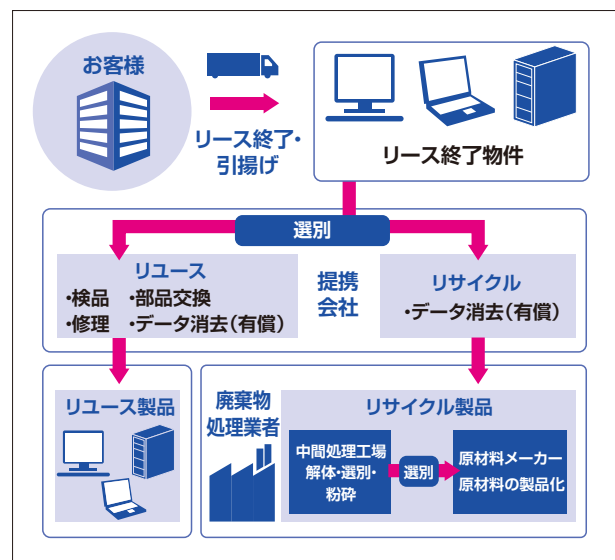 お客様
リース終了・
引揚げ
リース終了物件
選別
リユース
・検品 ・部品交換
・修理 ・データ消去(有償)
提携
会社
リサイクル
・データ消去(有償)
リユース製品
廃棄物
処理業者
リサイクル製品
中間処理工場
解体・選別・
粉砕
選別
原材料メーカー
原材料の製品化